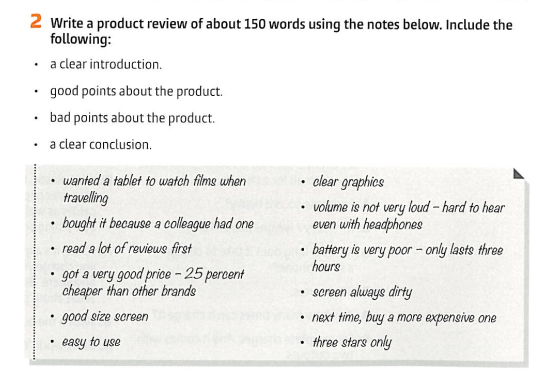 2 Write a product review of about 150 words using the notes below. Include the
following:
• a clear introduction.
• good points about the product.
• bad points about the product.
• a clear conclusion.
• wanted a tablet to watch films when
travelling
• bought it because a colleague had one
• read a lot of reviews first
• got a very good price – 25 percent
cheaper than other brands
• good size screen
• easy to use
• clear graphics
• volume is not very loud – hard to hear
even with headphones
• battery is very poor – only lasts three
hours
• screen always dirty
• next time, buy a more expensive one
• three stars only